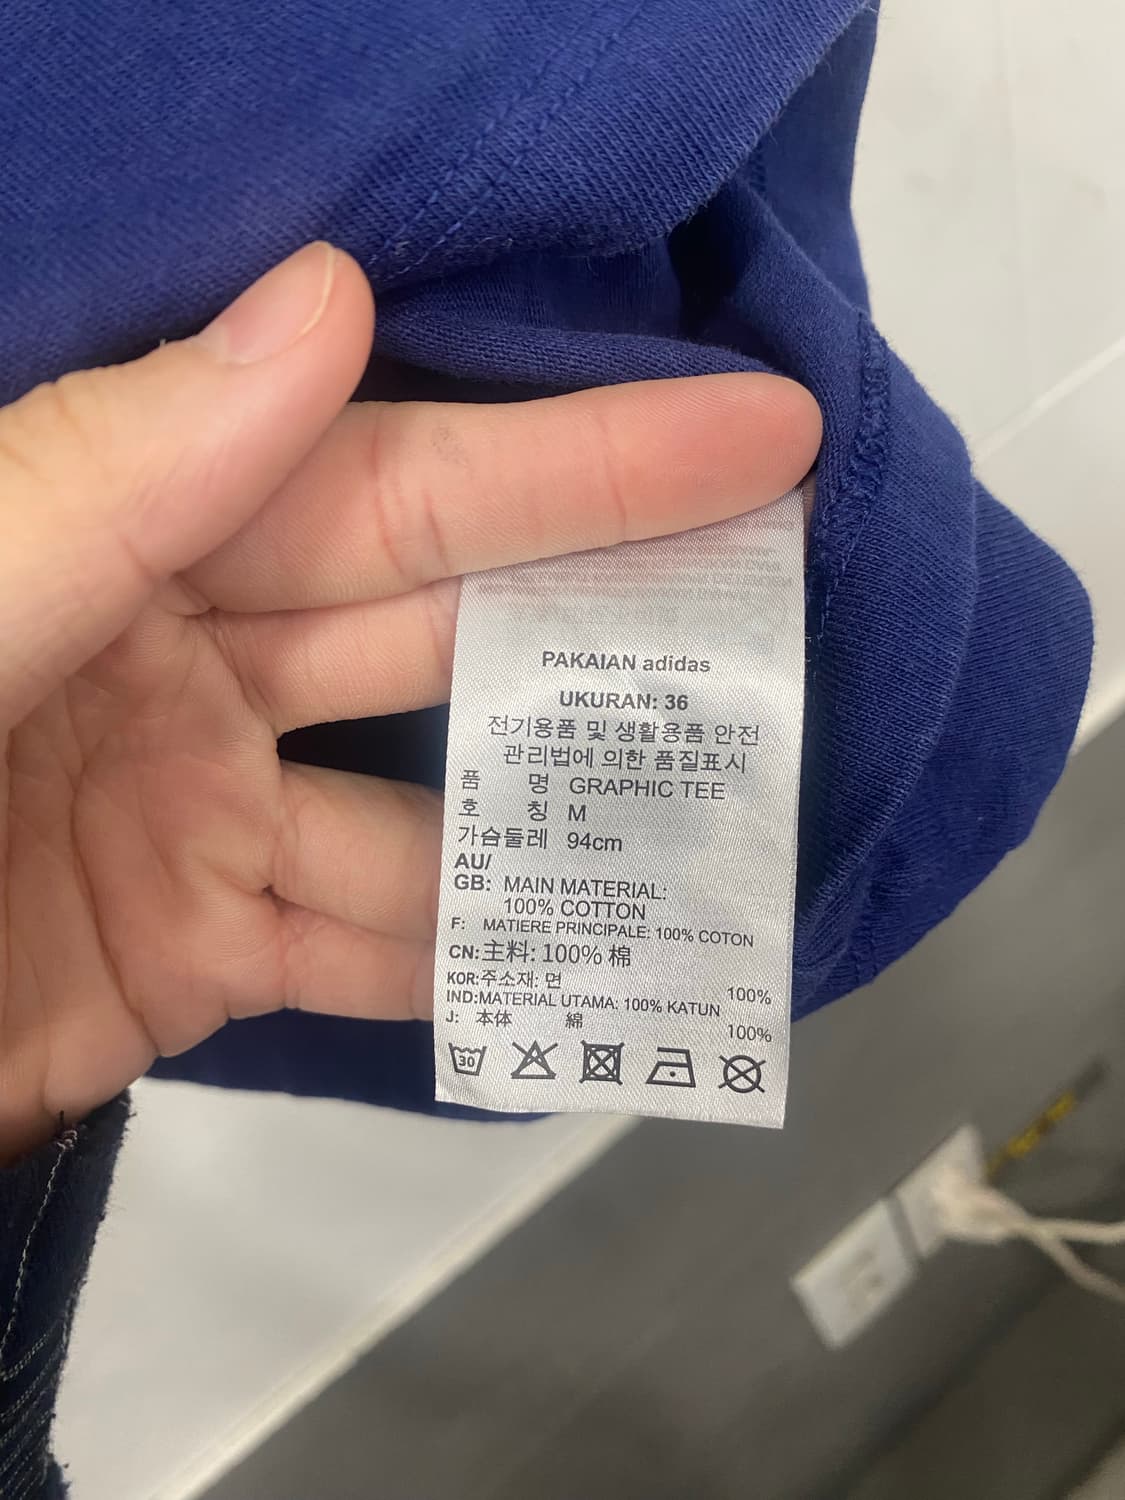 PAKAIAN adidas
UKURAN: 36
전기용품 및 생활용품 안전
관리법에 의한 품질표시
품 명 GRAPHIC TEE
호 칭 M
가슴둘레 94cm
AU/
GB: MAIN MATERIAL:
100% COTTON
F: MATIERE PRINCIPALE: 100% COTON
CN:主料: 100% 棉
KOR:주소재: 면 100%
IND:MATERIAL UTAMA: 100% KATUN
J: 本体 綿 100%
30